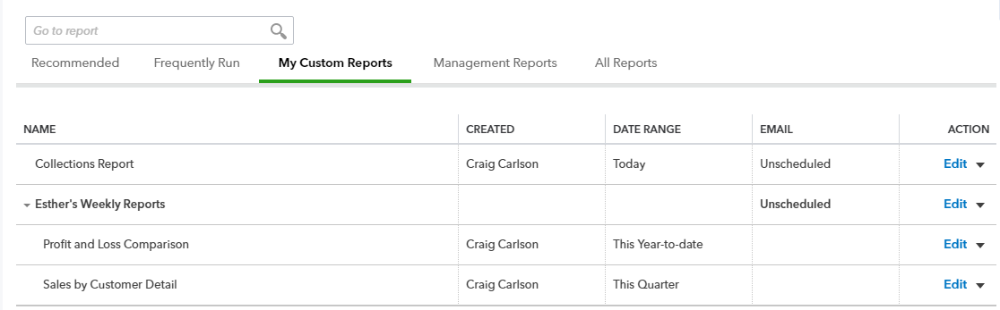 Go to report
Recommended Frequently Run My Custom Reports Management Reports All Reports
NAME CREATED DATE RANGE EMAIL ACTION
Collections Report Craig Carlson Today Unscheduled Edit
Esther's Weekly Reports Unscheduled Edit
Profit and Loss Comparison Craig Carlson This Year-to-date Edit
Sales by Customer Detail Craig Carlson This Quarter Edit